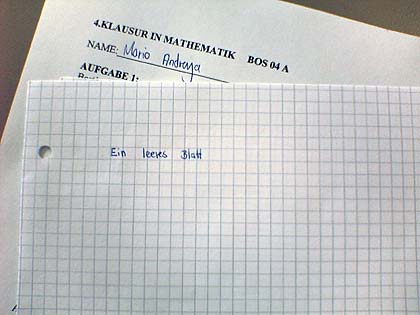 4.KLAUSUR IN MATHEMATIK BOS 04 A
NAME: Mario Andraya
AUFGABE 1:
Ein leeres Blatt